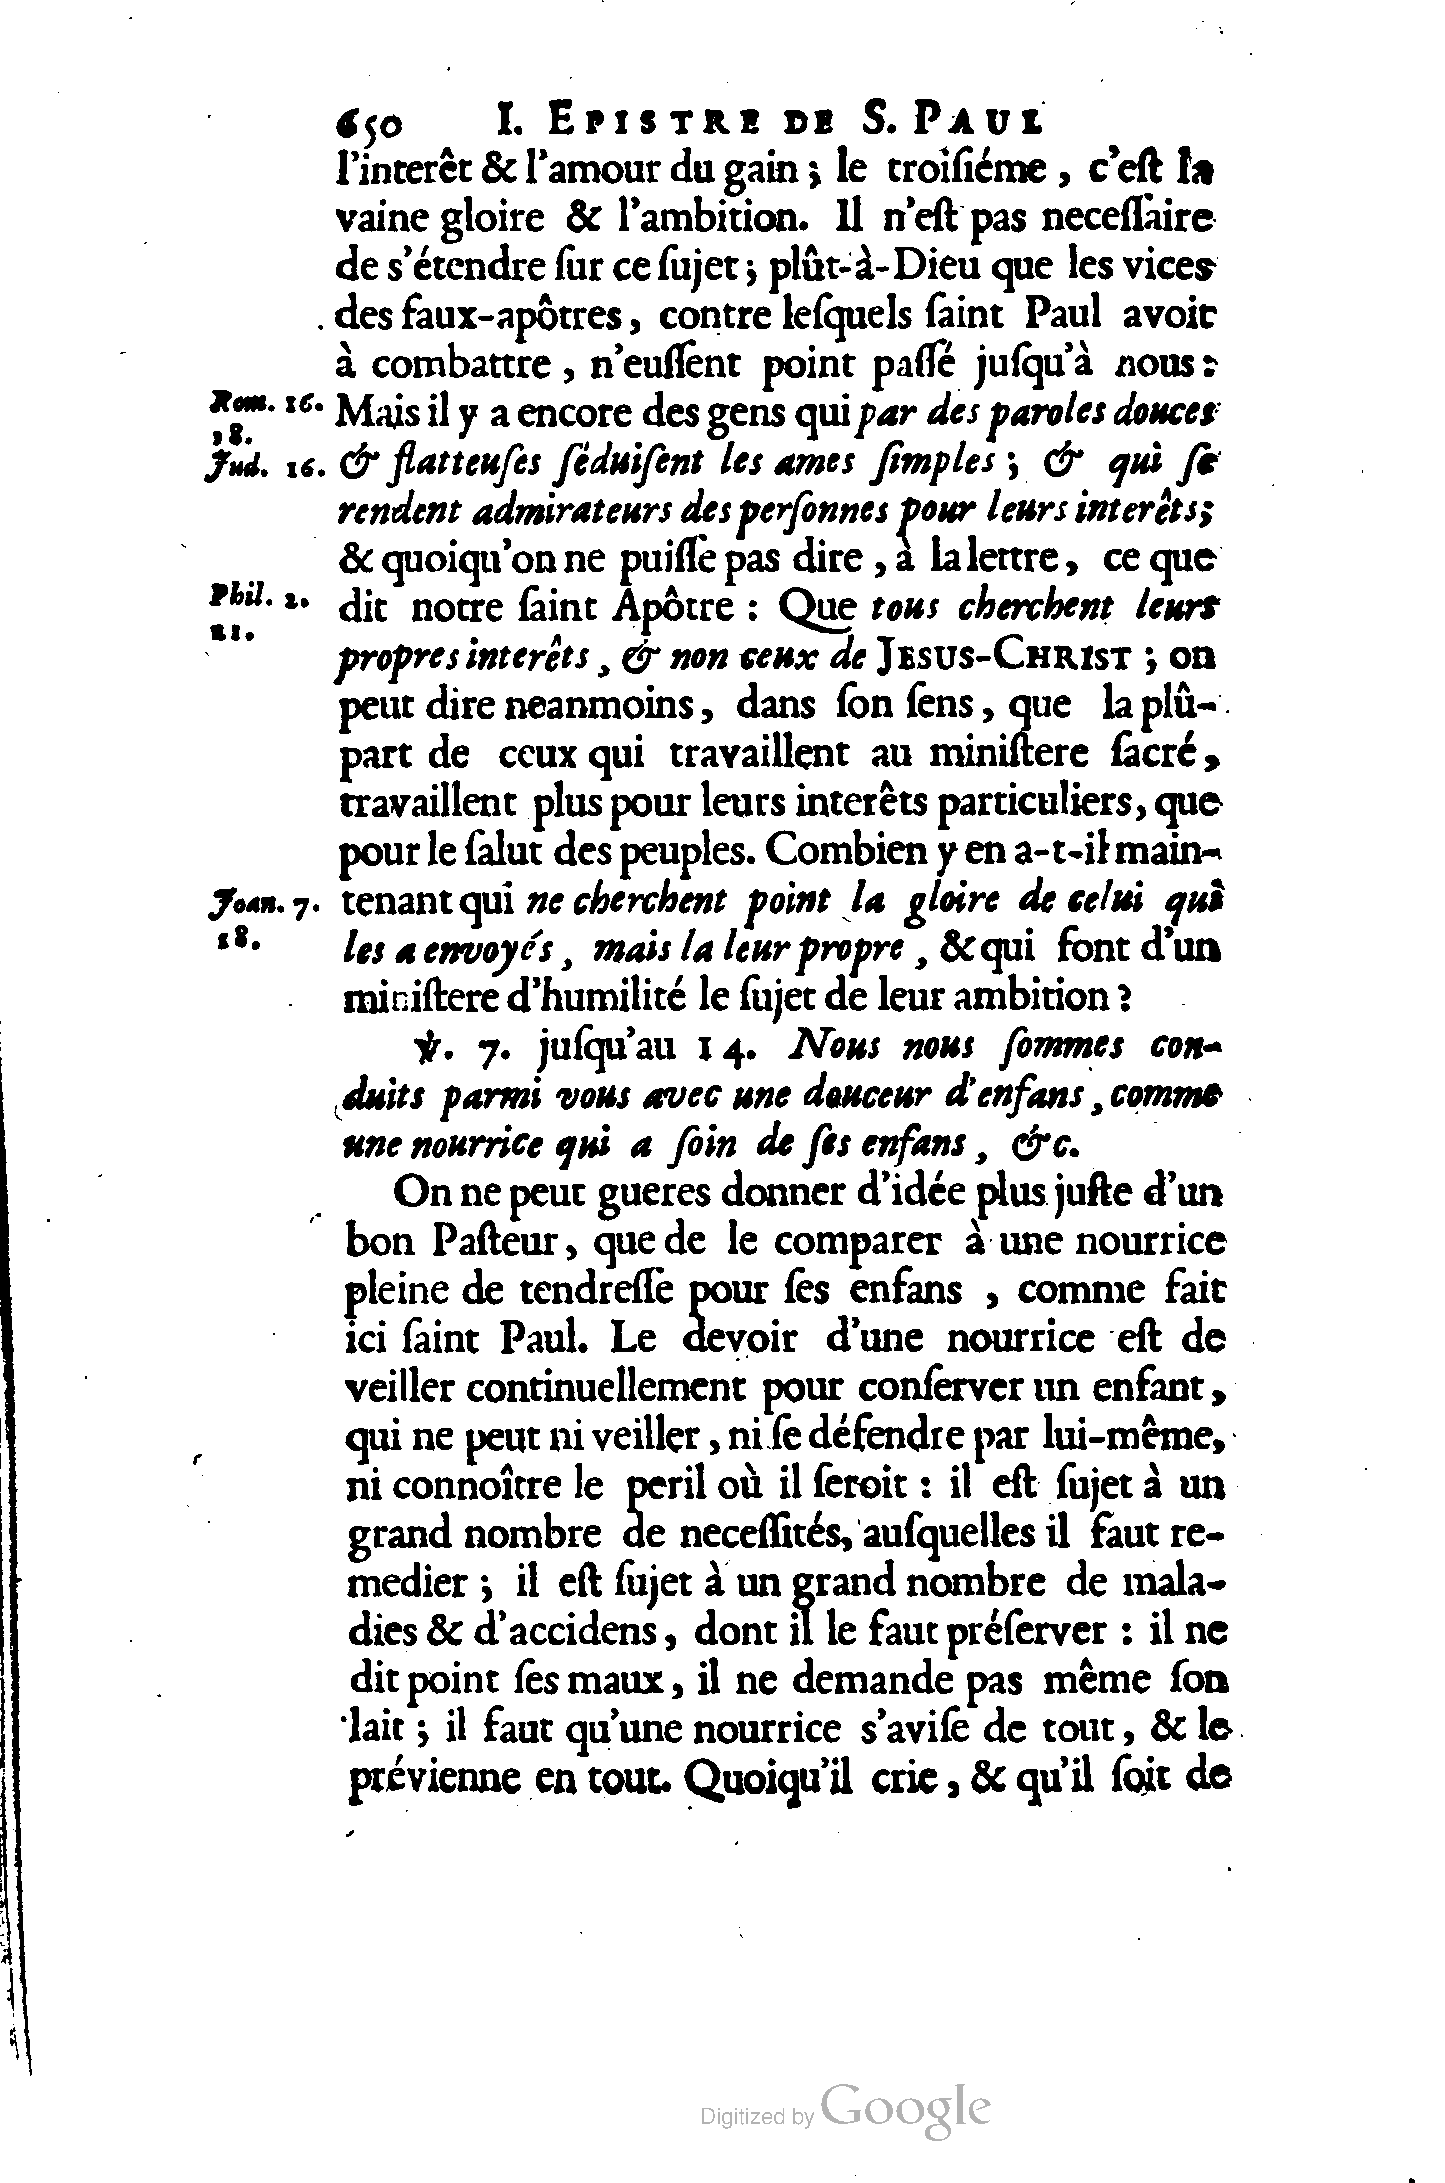 650 I. EPISTRE DE S. PAUL
l'interêt & l'amour du gain ; le troiſiéme , c'eſt la
vaine gloire & l'ambition. Il n'eſt pas neceſſaire
de s'étendre ſur ce ſujet ; plût-à-Dieu que les vices
des faux-apôtres, contre leſquels ſaint Paul avoit
à combattre , n'euſſent point paſſé juſqu'à nous :
Rom. 16. Mais il y a encore des gens qui par des paroles douces
18.
Jud. 16. & flatteuſes ſéduiſent les ames ſimples ; & qui ſe
rendent admirateurs des perſonnes pour leurs interêts ;
& quoiqu'on ne puiſſe pas dire , à la lettre, ce que
Phil. 2. dit notre ſaint Apôtre : Que tous cherchent leurs
21.
propres interêts , & non ceux de JESUS-CHRIST ; on
peut dire neanmoins, dans ſon ſens, que la plû-
part de ceux qui travaillent au miniſtere ſacré,
travaillent plus pour leurs interêts particuliers, que
pour le ſalut des peuples. Combien y en a-t-il main-
Joan. 7. tenant qui ne cherchent point la gloire de celui qui
18. les a envoyés , mais la leur propre , & qui font d'un
miniſtere d'humilité le ſujet de leur ambition ?
℣. 7. juſqu'au 14. Nous nous ſommes con-
duits parmi vous avec une douceur d'enfans , comme
une nourrice qui a ſoin de ſes enfans , &c.
On ne peut gueres donner d'idée plus juſte d'un
bon Paſteur, que de le comparer à une nourrice
pleine de tendreſſe pour ſes enfans , comme fait
ici ſaint Paul. Le devoir d'une nourrice eſt de
veiller continuellement pour conſerver un enfant,
qui ne peut ni veiller , ni ſe défendre par lui-même,
ni connoître le peril où il ſeroit : il eſt ſujet à un
grand nombre de neceſſités, auſquelles il faut re-
medier ; il eſt ſujet à un grand nombre de mala-
dies & d'accidens, dont il le faut préſerver : il ne
dit point ſes maux, il ne demande pas même ſon
lait ; il faut qu'une nourrice s'aviſe de tout, & le
prévienne en tout. Quoiqu'il crie , & qu'il ſoit de
Digitized by Google